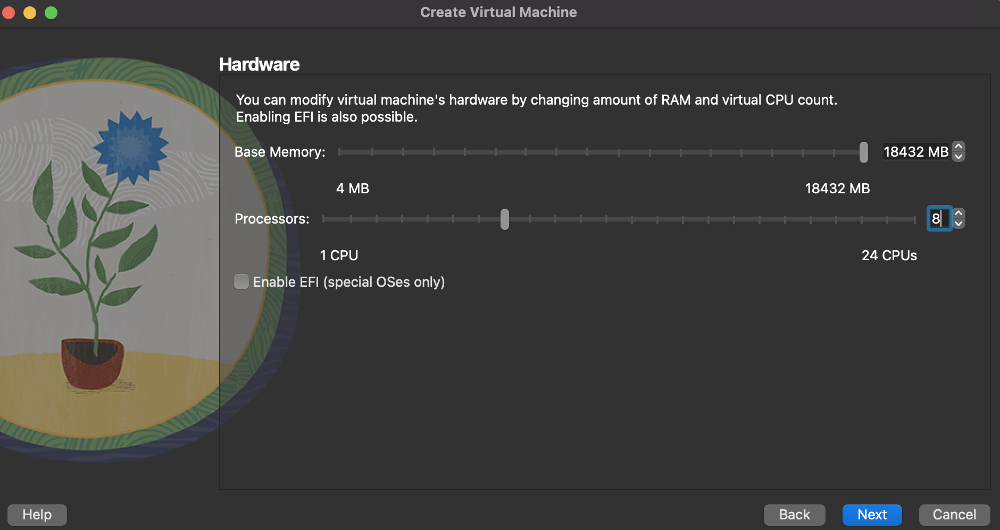 Create Virtual Machine
Hardware
You can modify virtual machine's hardware by changing amount of RAM and virtual CPU count.
Enabling EFI is also possible.
Base Memory:
18432 MB
4 MB
18432 MB
Processors:
8
1 CPU
24 CPUs
Enable EFI (special OSes only)
Help
Back
Next
Cancel